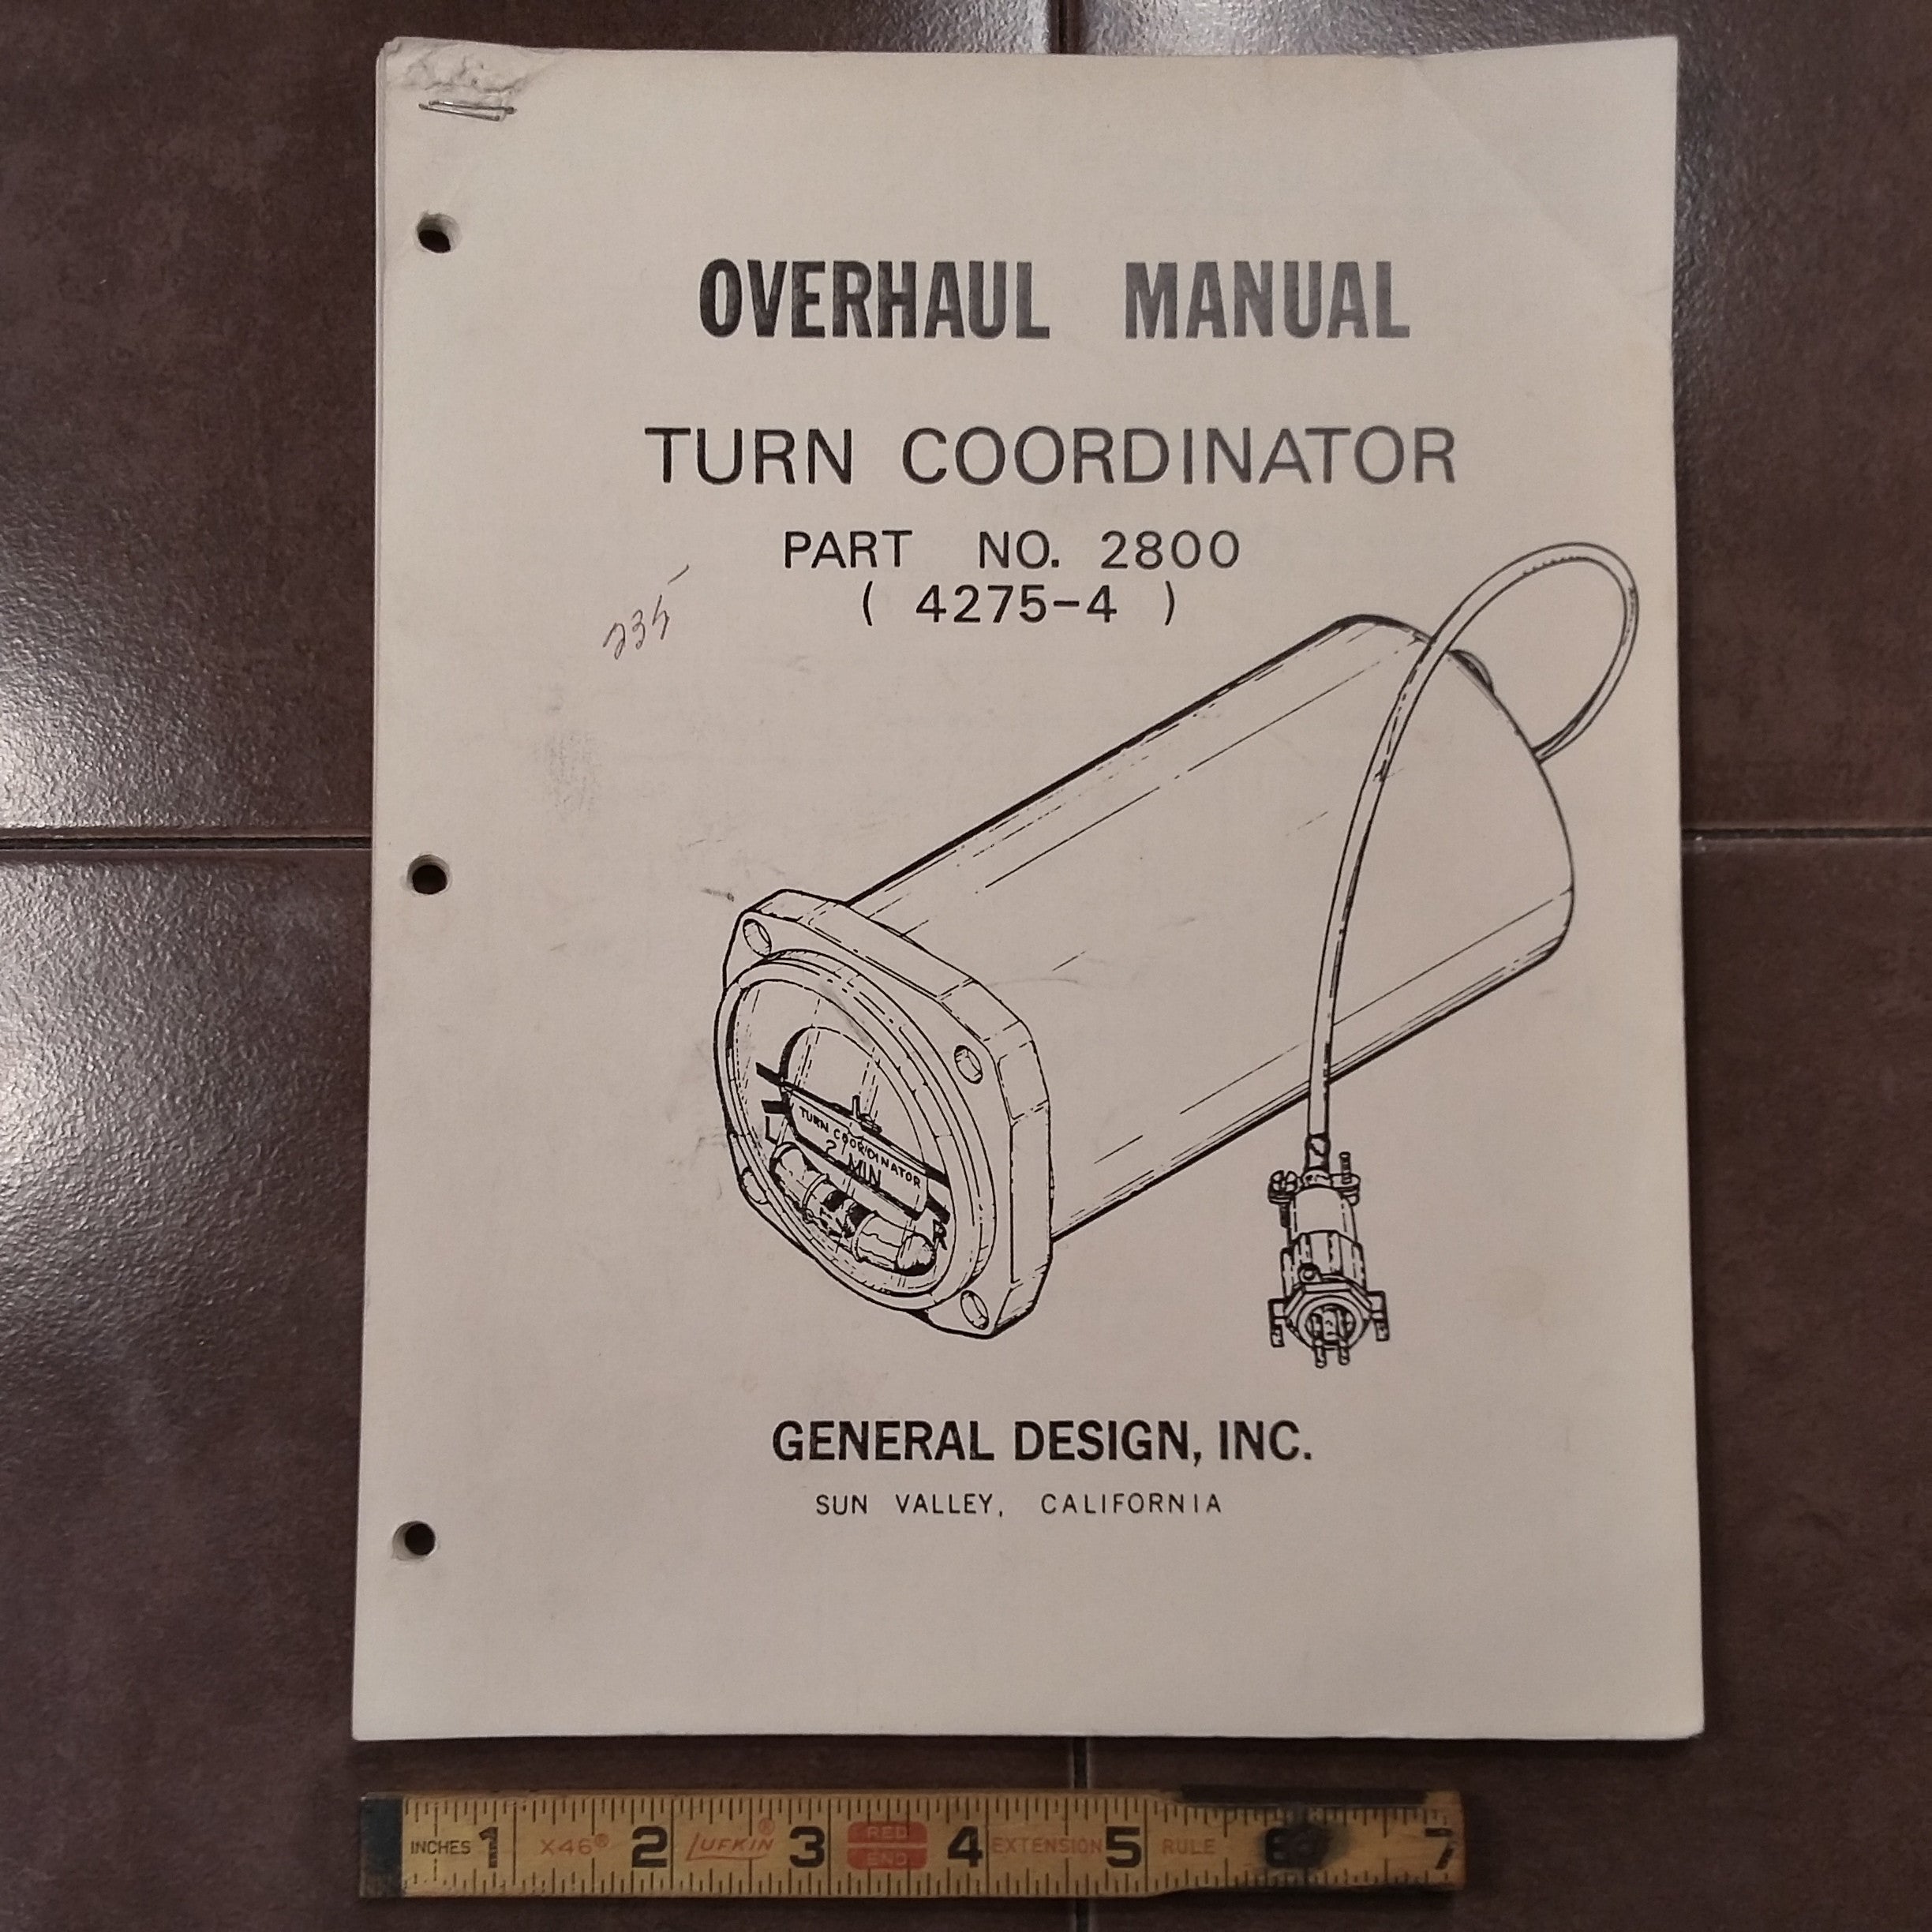 OVERHAUL MANUAL
TURN COORDINATOR
PART NO. 2800
( 4275-4 )
235
TURN COORDINATOR
2 MIN
L R
GENERAL DESIGN, INC.
SUN VALLEY, CALIFORNIA
INCHES 1 X46® 2 LUFKIN® 3 RED END 4 EXTENSION 5 RULE 6 7